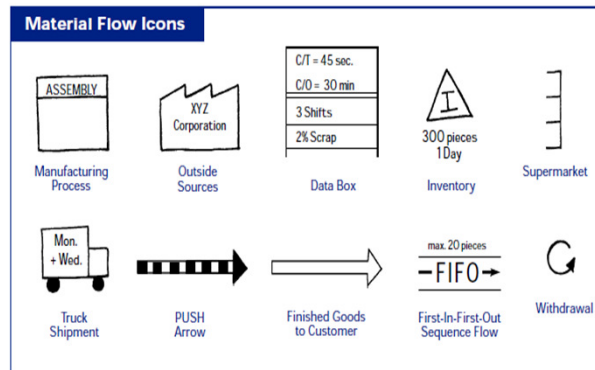 Material Flow Icons
ASSEMBLY
Manufacturing
Process
XYZ
Corporation
Outside
Sources
C/T = 45 sec.
C/O = 30 min
3 Shifts
2% Scrap
Data Box
I
300 pieces
1 Day
Inventory
Supermarket
Mon.
+ Wed.
Truck
Shipment
PUSH
Arrow
Finished Goods
to Customer
max. 20 pieces
FIFO
First-In-First-Out
Sequence Flow
Withdrawal